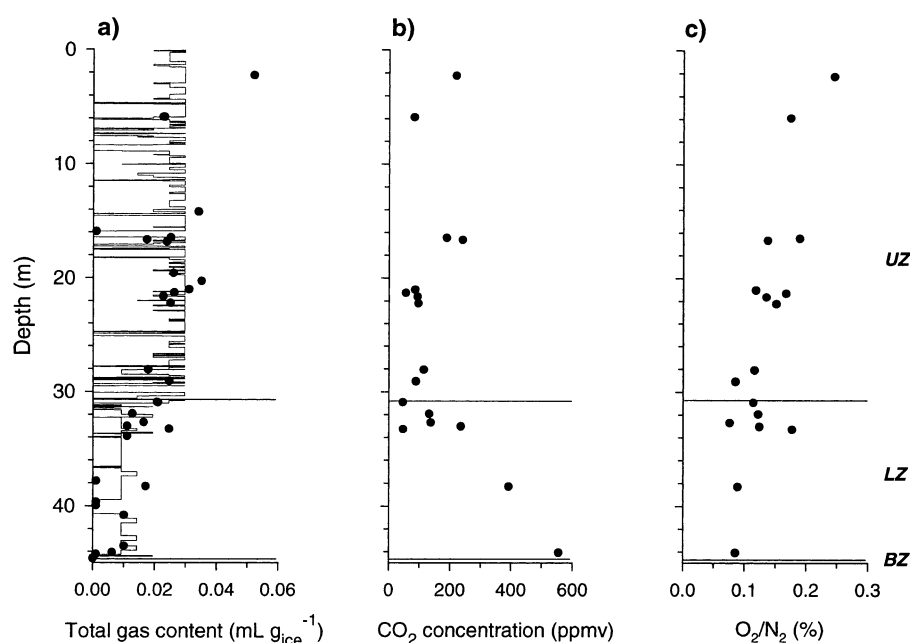 a)
b)
c)
0
10
20
30
40
Depth (m)
0.00 0.02 0.04 0.06
Total gas content (mL g_ice^-1)
0 200 400 600
CO₂ concentration (ppmv)
0.0 0.1 0.2 0.3
O₂/N₂ (%)
UZ
LZ
BZ